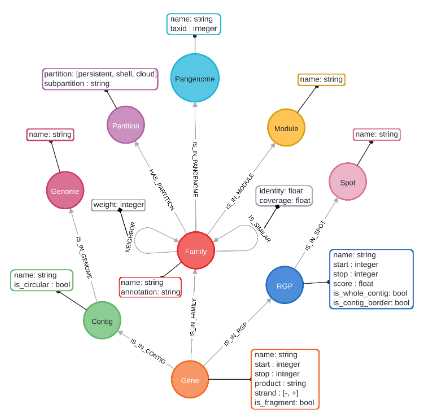 name: string
taxid : integer
Pangenome
partition: [persistent, shell, cloud]
subpartition : string
Partition
name: string
Module
name: string
Spot
name: string
Genome
HAS_PARTITION
IS_IN_PANGENOME
IS_IN_MODULE
weight: integer
NEIGHBOR
identity: float
coverage: float
IS_SIMILAR
IS_IN_SPOT
Family
IS_IN_GENOME
name: string
annotation: string
name: string
is_circular : bool
Contig
RGP
name: string
start : integer
stop : integer
score : float
is_whole_contig: bool
is_contig_border: bool
IS_IN_FAMILY
IS_IN_CONTIG
IS_IN_RGP
Gene
name: string
start : integer
stop : integer
product : string
strand : [-, +]
is_fragment: bool